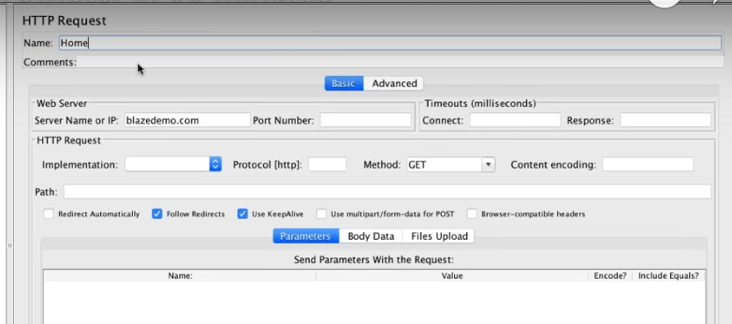 HTTP Request
Name: Home
Comments:
Basic Advanced
Web Server Timeouts (milliseconds)
Server Name or IP: blazedemo.com Port Number: Connect: Response:
HTTP Request
Implementation: Protocol [http]: Method: GET Content encoding:
Path:
Redirect Automatically Follow Redirects Use KeepAlive Use multipart/form-data for POST Browser-compatible headers
Parameters Body Data Files Upload
Send Parameters With the Request:
Name: Value Encode? Include Equals?